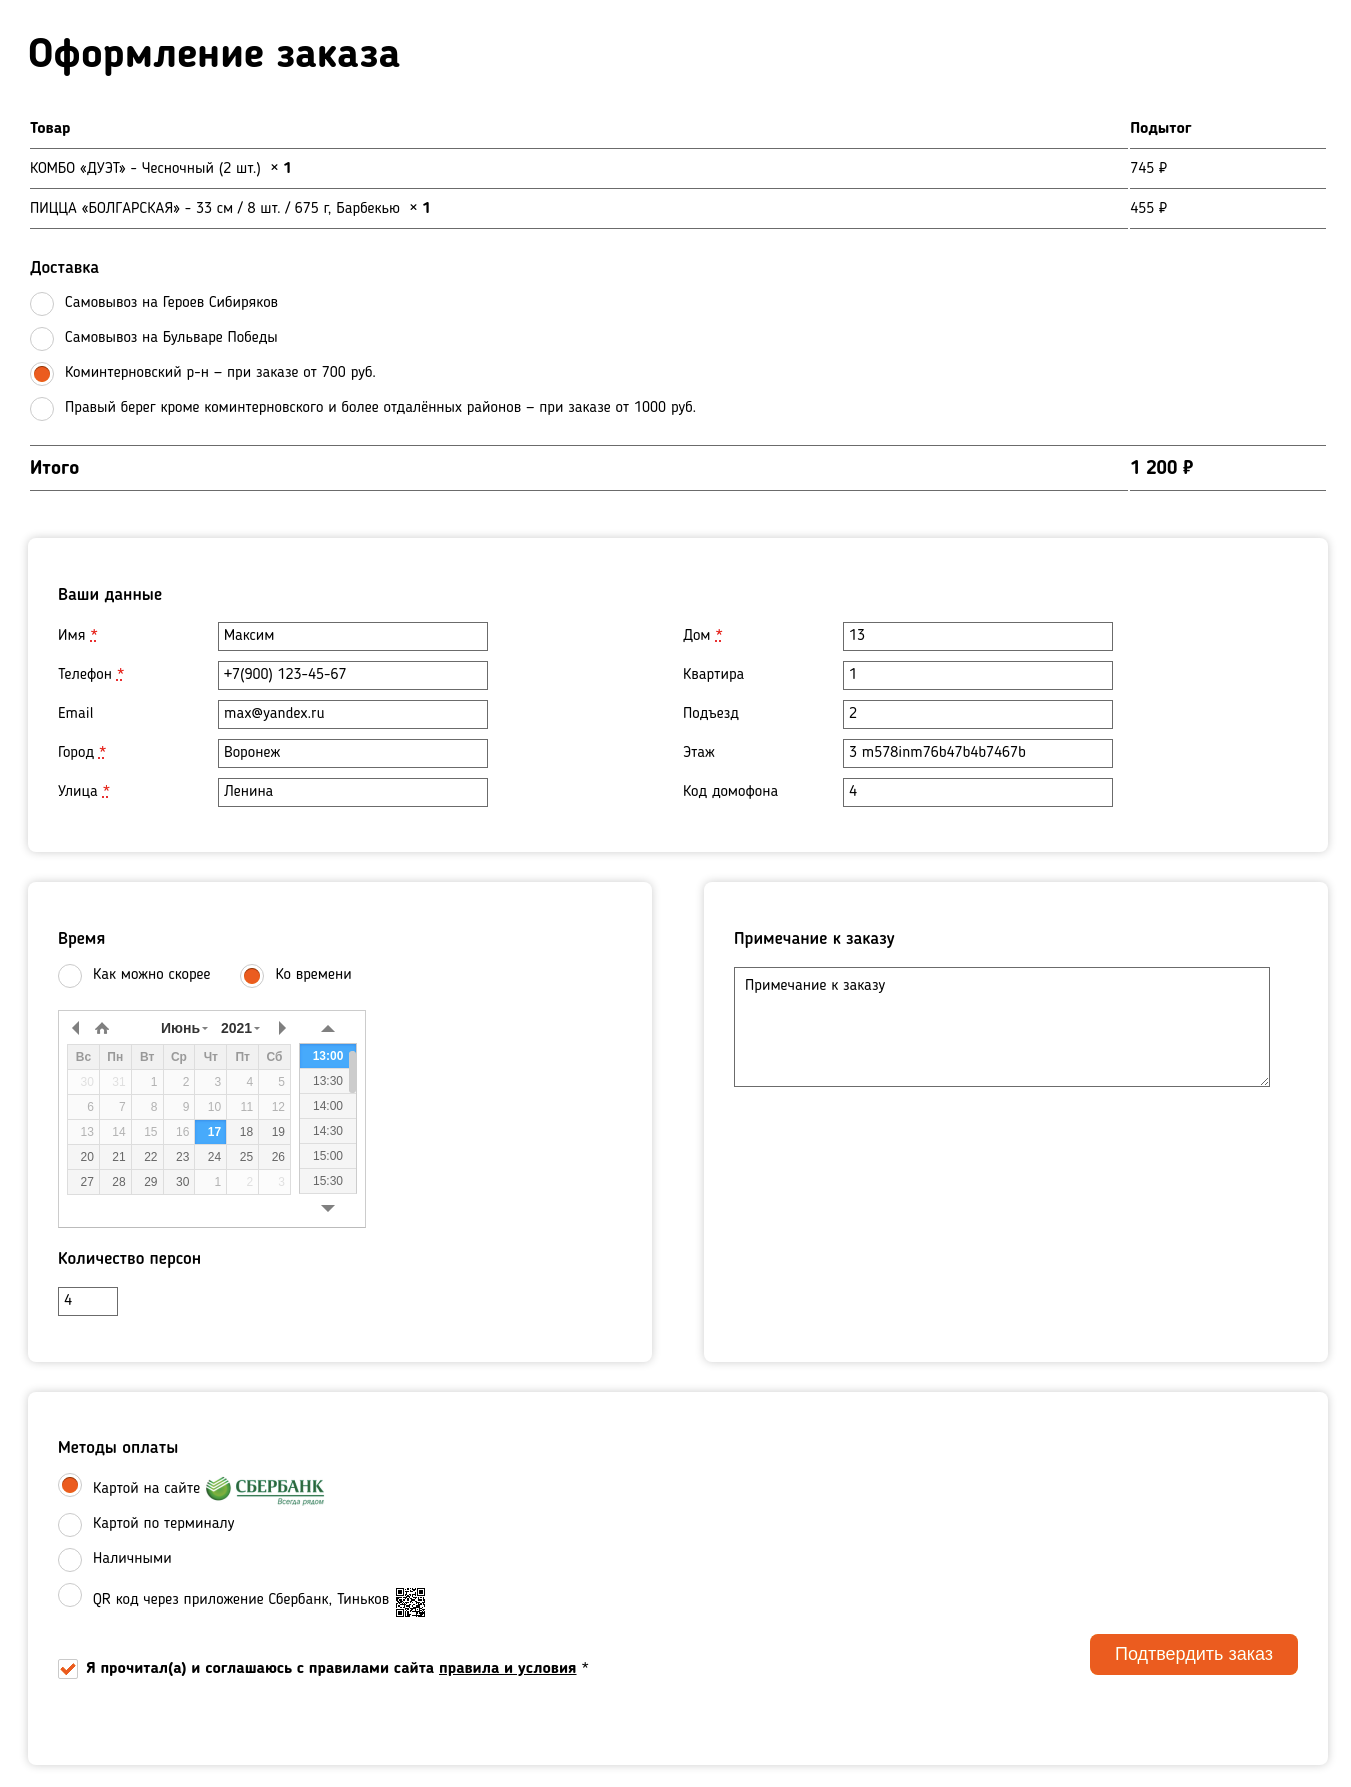 Оформление заказа
Товар Подытог
КОМБО «ДУЭТ» - Чесночный (2 шт.) × 1 745 ₽
ПИЦЦА «БОЛГАРСКАЯ» - 33 см / 8 шт. / 675 г, Барбекью × 1 455 ₽
Доставка
Самовывоз на Героев Сибиряков
Самовывоз на Бульваре Победы
Коминтерновский р-н – при заказе от 700 руб.
Правый берег кроме коминтерновского и более отдалённых районов – при заказе от 1000 руб.
Итого 1 200 ₽
Ваши данные
Имя * Максим Дом * 13
Телефон * +7(900) 123-45-67 Квартира 1
Email max@yandex.ru Подъезд 2
Город * Воронеж Этаж 3 m578inm76b47b4b7467b
Улица * Ленина Код домофона 4
Время
Как можно скорее Ко времени
Июнь 2021
Вс Пн Вт Ср Чт Пт Сб 13:00
30 31 1 2 3 4 5 13:30
6 7 8 9 10 11 12 14:00
13 14 15 16 17 18 19 14:30
20 21 22 23 24 25 26 15:00
27 28 29 30 1 2 3 15:30
Количество персон
4
Примечание к заказу
Примечание к заказу
Методы оплаты
Картой на сайте СБЕРБАНК
Всегда рядом
Картой по терминалу
Наличными
QR код через приложение Сбербанк, Тиньков
Я прочитал(а) и соглашаюсь с правилами сайта правила и условия *
Подтвердить заказ